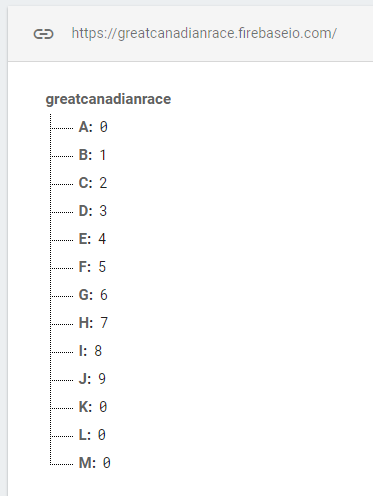 https://greatcanadianrace.firebaseio.com/
greatcanadianrace
A: 0
B: 1
C: 2
D: 3
E: 4
F: 5
G: 6
H: 7
I: 8
J: 9
K: 0
L: 0
M: 0